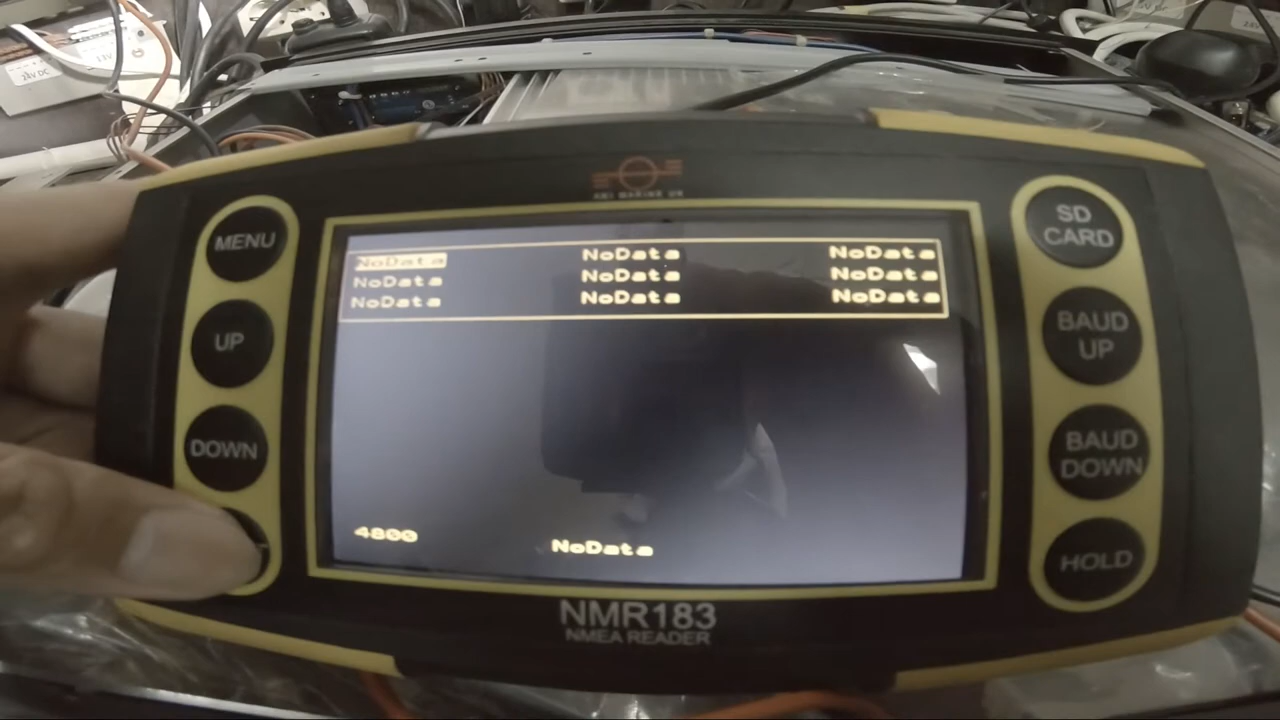 MENU
UP
DOWN
NoData NoData NoData
NoData NoData NoData
NoData NoData NoData
4800
NoData
SD
CARD
BAUD
UP
BAUD
DOWN
HOLD
NMR183
NMEA READER